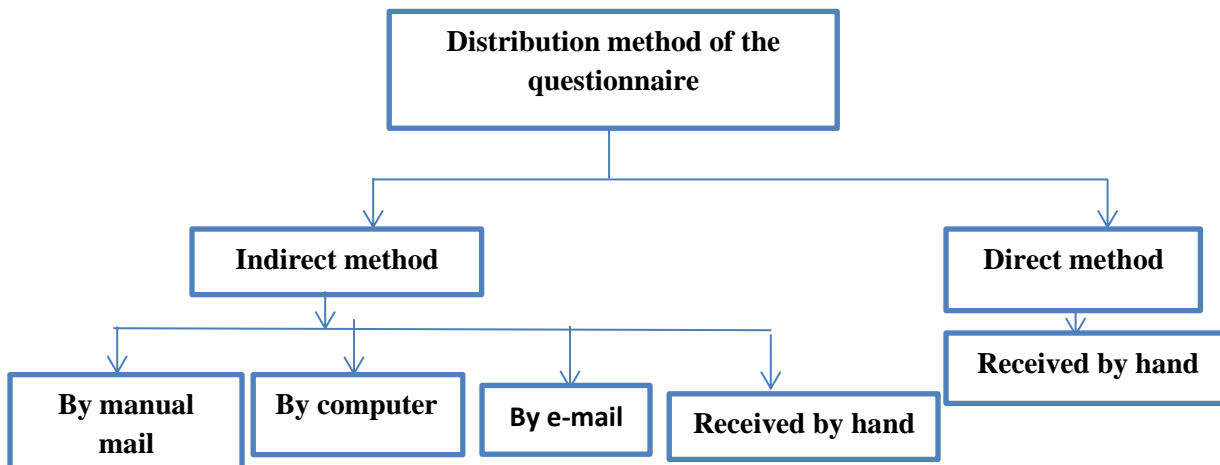 Distribution method of the
questionnaire
Indirect method
Direct method
By manual
mail
By computer
By e-mail
Received by hand
Received by hand